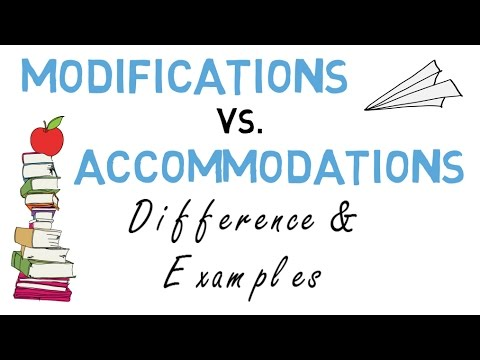 MODIFICATIONS
VS.
ACCOMMODATIONS
Difference &
Examples